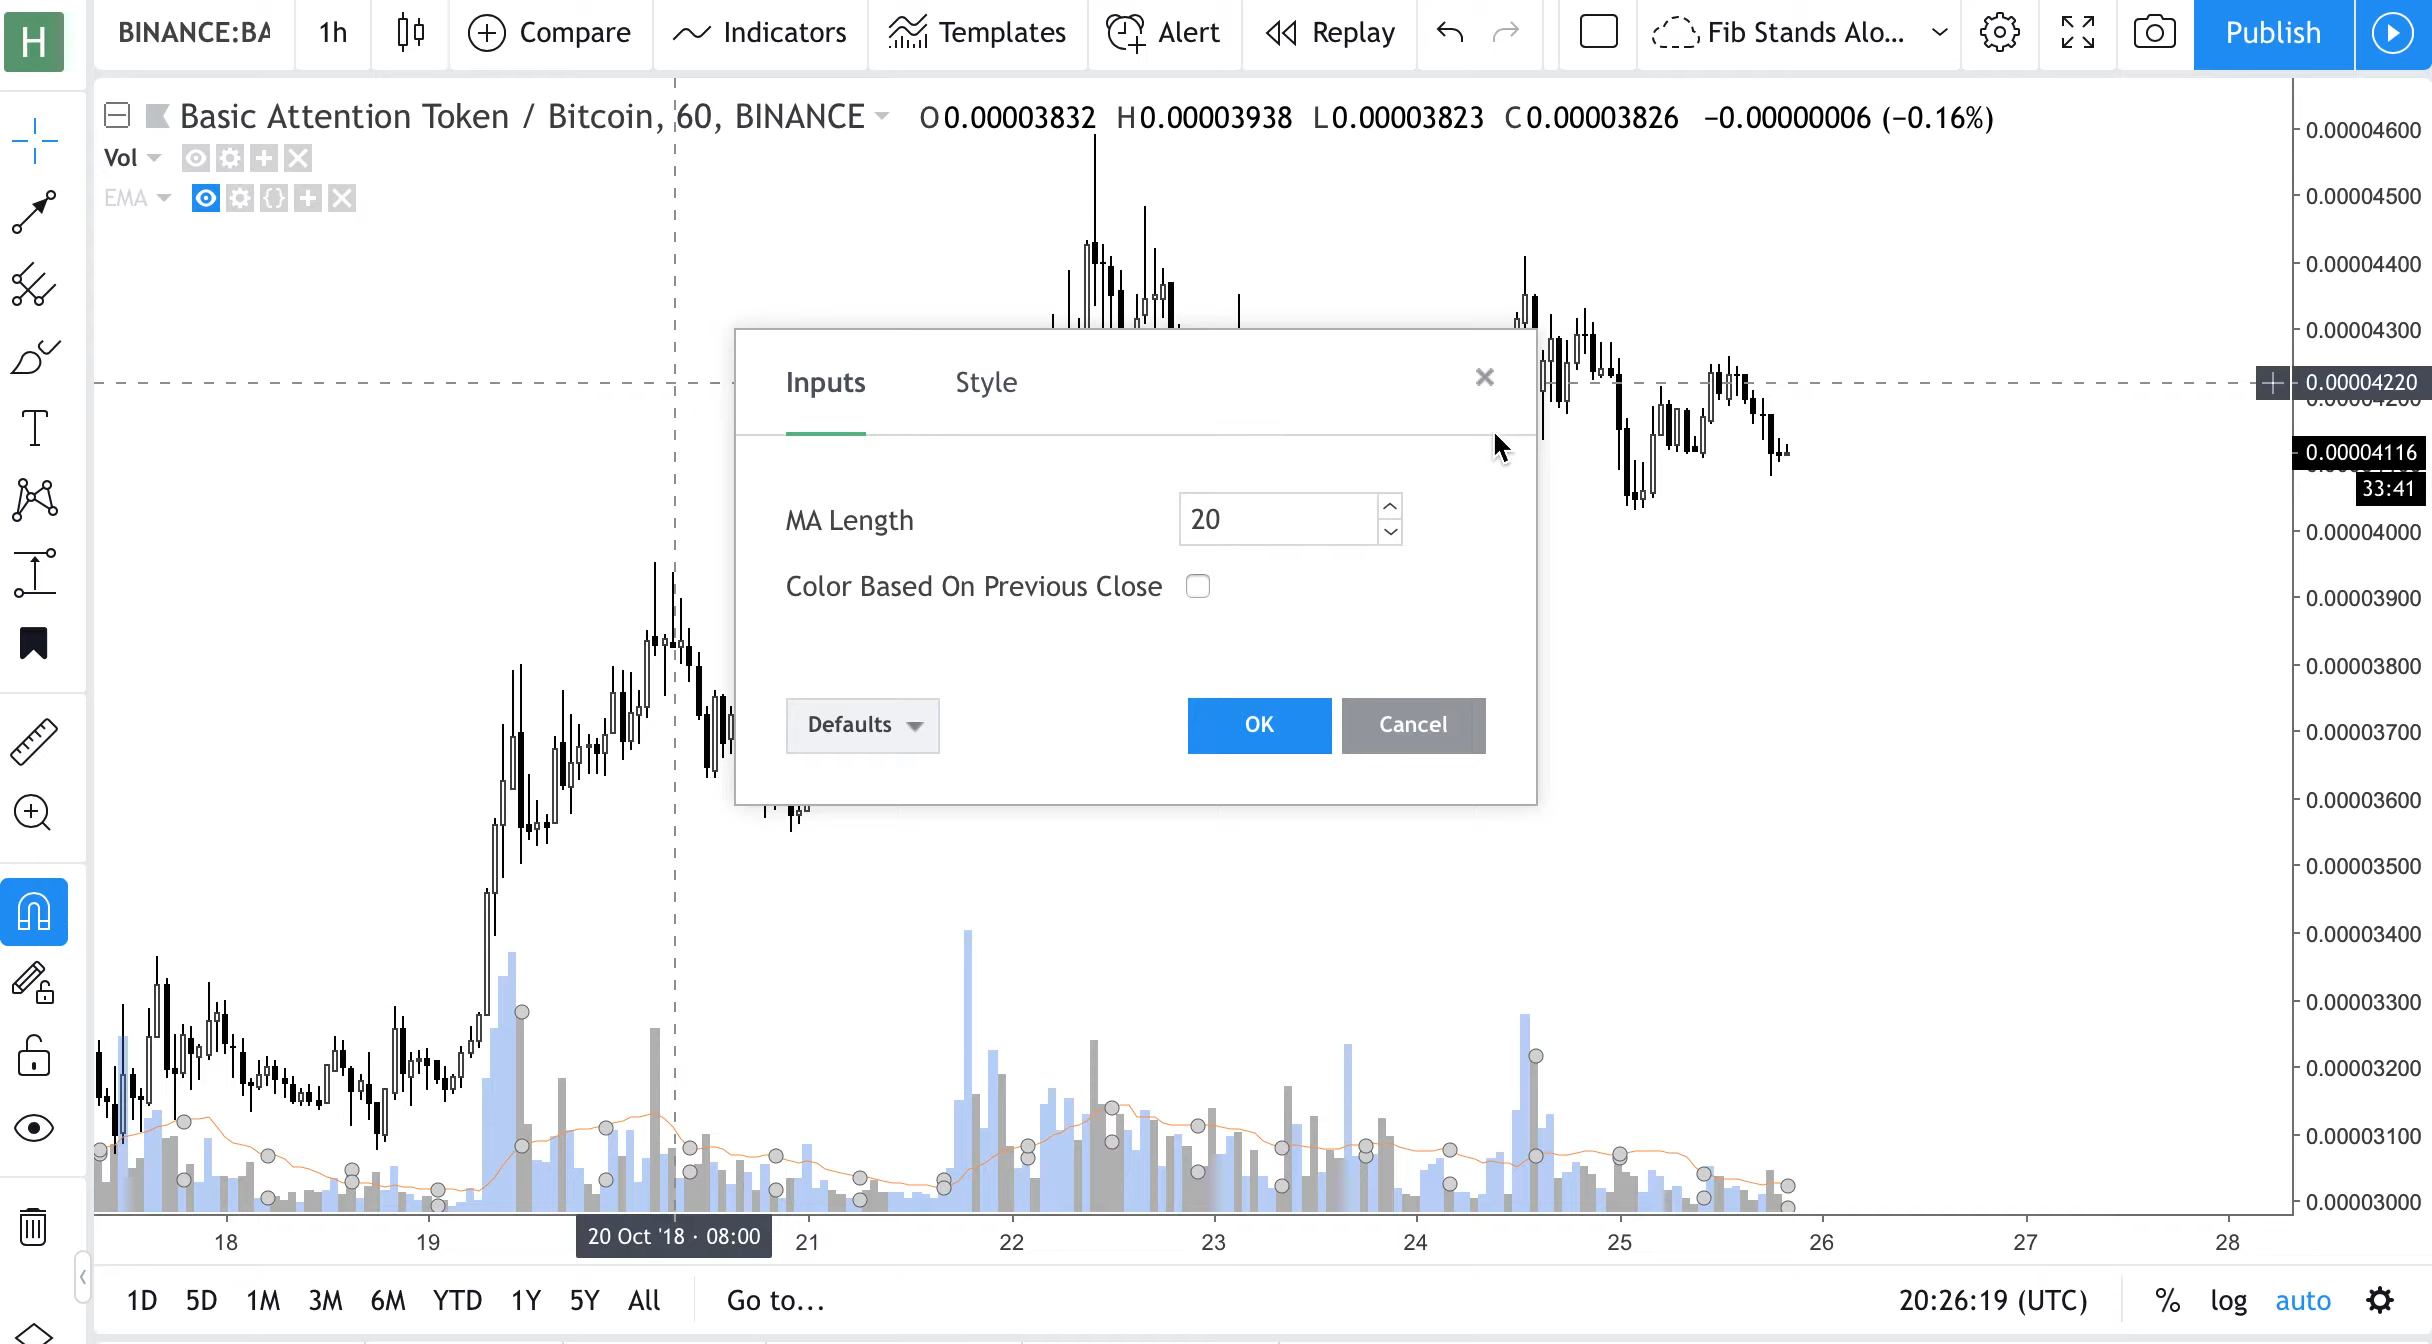 H
BINANCE:BA
1h
Compare
Indicators
Templates
Alert
Replay
Fib Stands Alo...
Publish
Basic Attention Token / Bitcoin, 60, BINANCE
O0.00003832 H0.00003938 L0.00003823 C0.00003826 −0.00000006 (−0.16%)
Vol
EMA
0.00004600
0.00004500
0.00004400
0.00004300
0.00004220
0.00004116
33:41
0.00004000
0.00003900
0.00003800
0.00003700
0.00003600
0.00003500
0.00003400
0.00003300
0.00003200
0.00003100
0.00003000
Inputs
Style
MA Length
20
Color Based On Previous Close
Defaults
OK
Cancel
18
19
20 Oct '18 · 08:00
21
22
23
24
25
26
27
28
1D 5D 1M 3M 6M YTD 1Y 5Y All
Go to...
20:26:19 (UTC)
%
log
auto